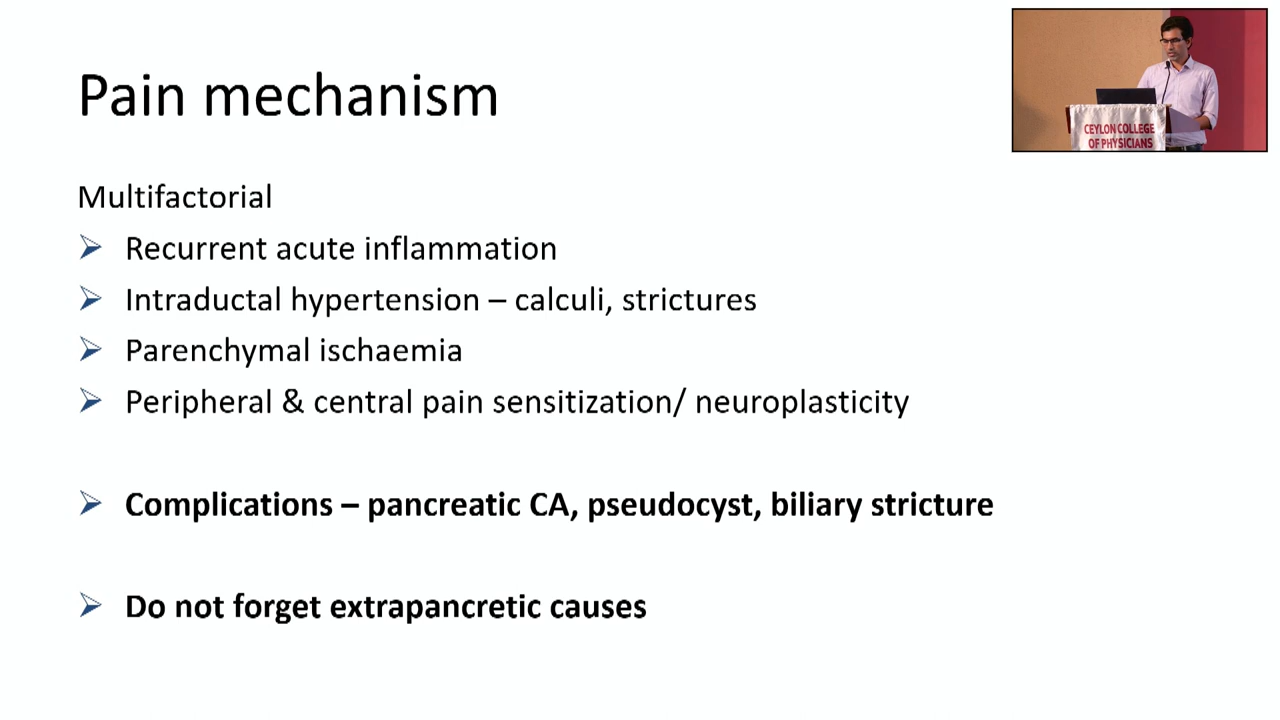 Pain mechanism
CEYLON COLLEGE
OF PHYSICIANS
Multifactorial
Recurrent acute inflammation
Intraductal hypertension – calculi, strictures
Parenchymal ischaemia
Peripheral & central pain sensitization/ neuroplasticity
Complications – pancreatic CA, pseudocyst, biliary stricture
Do not forget extrapancretic causes